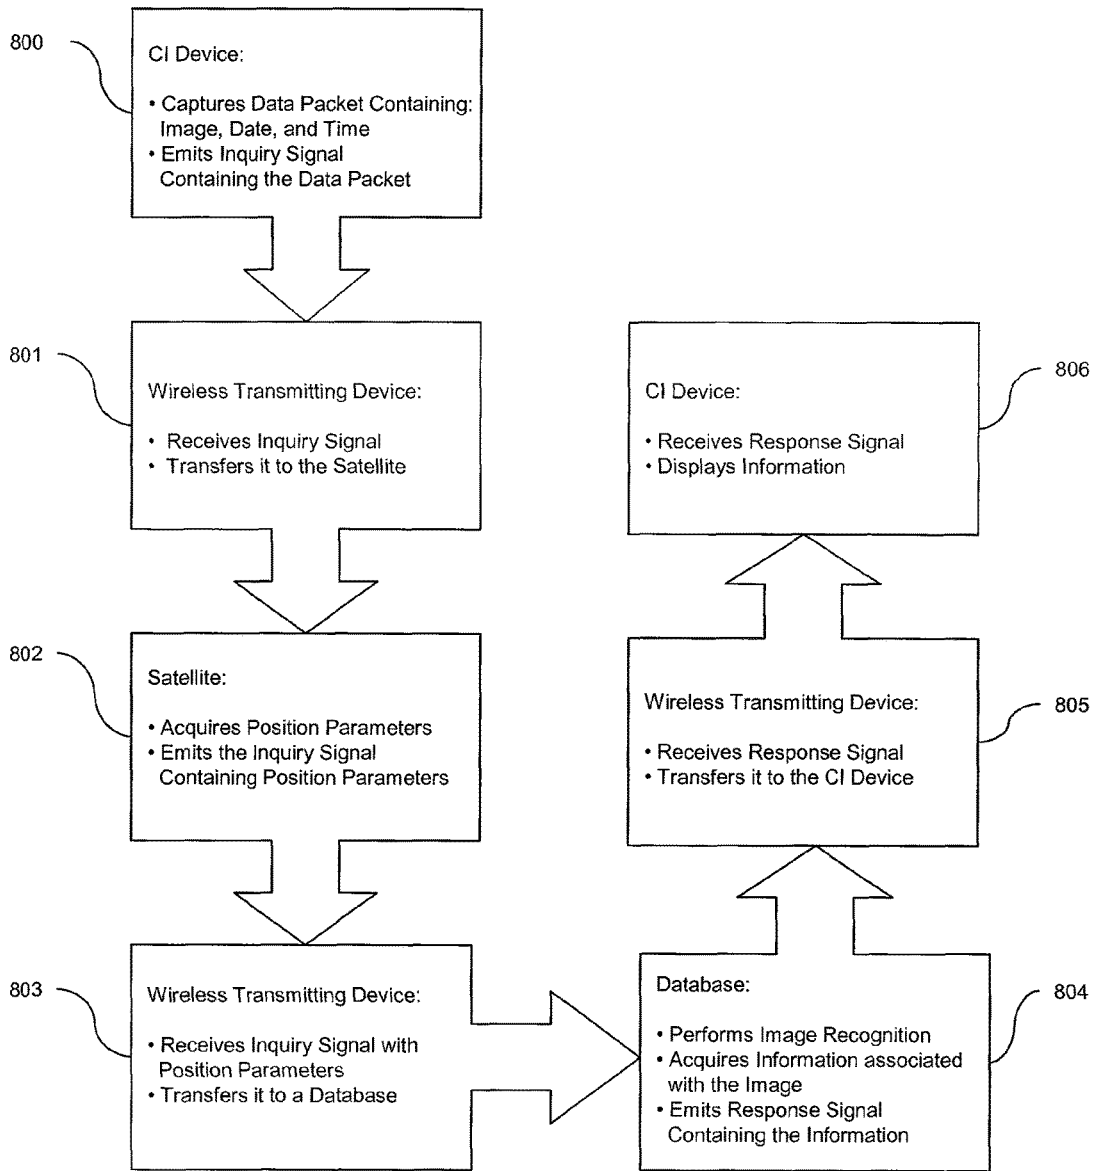 800
CI Device:
• Captures Data Packet Containing:
Image, Date, and Time
• Emits Inquiry Signal
Containing the Data Packet
801
Wireless Transmitting Device:
• Receives Inquiry Signal
• Transfers it to the Satellite
802
Satellite:
• Acquires Position Parameters
• Emits the Inquiry Signal
Containing Position Parameters
803
Wireless Transmitting Device:
• Receives Inquiry Signal with
Position Parameters
• Transfers it to a Database
Database:
804
• Performs Image Recognition
• Acquires Information associated
with the Image
• Emits Response Signal
Containing the Information
Wireless Transmitting Device:
805
• Receives Response Signal
• Transfers it to the CI Device
806
CI Device:
• Receives Response Signal
• Displays Information